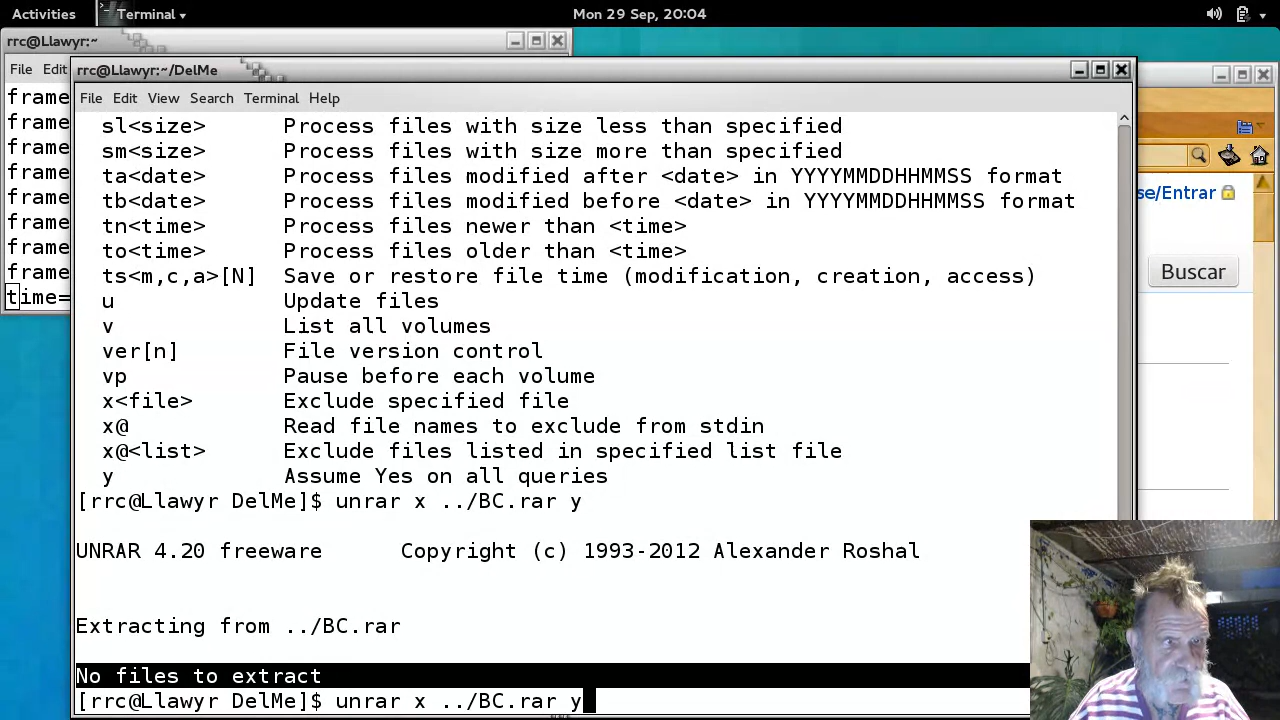 Activities Terminal Mon 29 Sep, 20:04
rrc@Llawyr:~
File Edit
frame
frame
frame
frame
frame
frame
frame
frame
time=
rrc@Llawyr:~/DelMe
File Edit View Search Terminal Help
sl<size> Process files with size less than specified
sm<size> Process files with size more than specified
ta<date> Process files modified after <date> in YYYYMMDDHHMMSS format
tb<date> Process files modified before <date> in YYYYMMDDHHMMSS format
tn<time> Process files newer than <time>
to<time> Process files older than <time>
ts<m,c,a>[N] Save or restore file time (modification, creation, access)
u Update files
v List all volumes
ver[n] File version control
vp Pause before each volume
x<file> Exclude specified file
x@ Read file names to exclude from stdin
x@<list> Exclude files listed in specified list file
y Assume Yes on all queries
[rrc@Llawyr DelMe]$ unrar x ../BC.rar y
UNRAR 4.20 freeware Copyright (c) 1993-2012 Alexander Roshal
Extracting from ../BC.rar
No files to extract
[rrc@Llawyr DelMe]$ unrar x ../BC.rar y
se/Entrar
Buscar